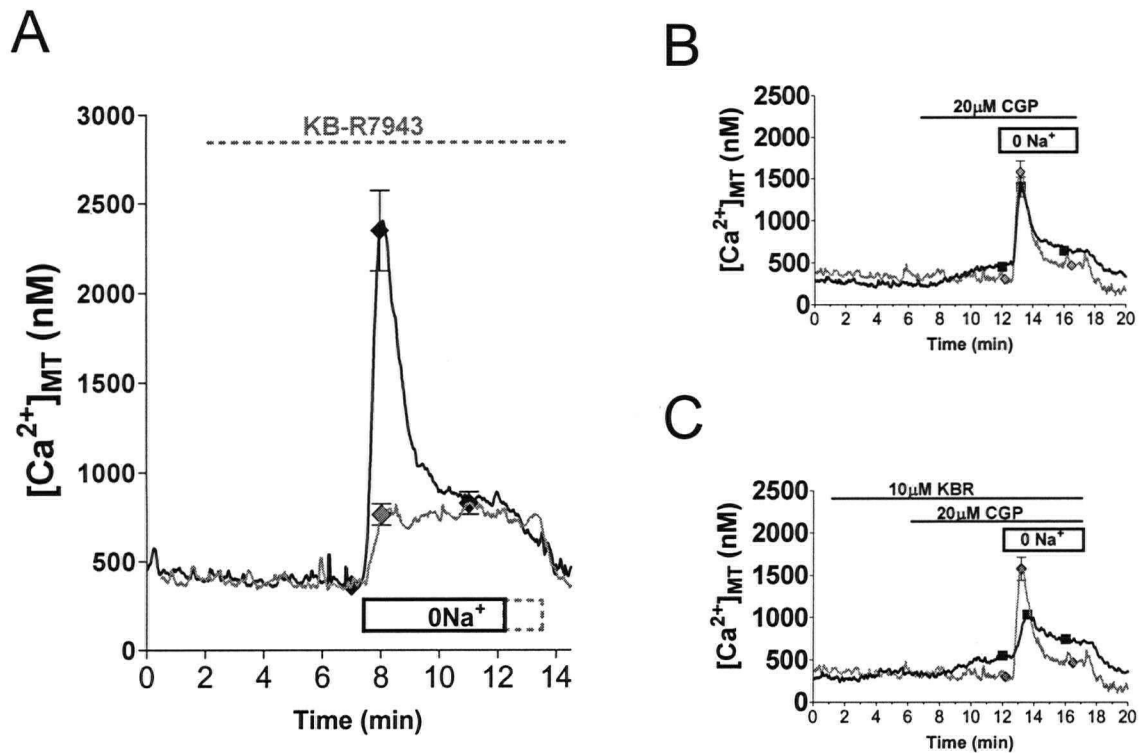 A
KB-R7943
3000
2500
2000
1500
1000
500
0
[Ca²⁺]MT (nM)
0Na⁺
0 2 4 6 8 10 12 14
Time (min)
B
20µM CGP
0 Na⁺
2500
2000
1500
1000
500
0
[Ca²⁺]MT (nM)
0 2 4 6 8 10 12 14 16 18 20
Time (min)
C
10µM KBR
20µM CGP
0 Na⁺
2500
2000
1500
1000
500
0
[Ca²⁺]MT (nM)
0 2 4 6 8 10 12 14 16 18 20
Time (min)